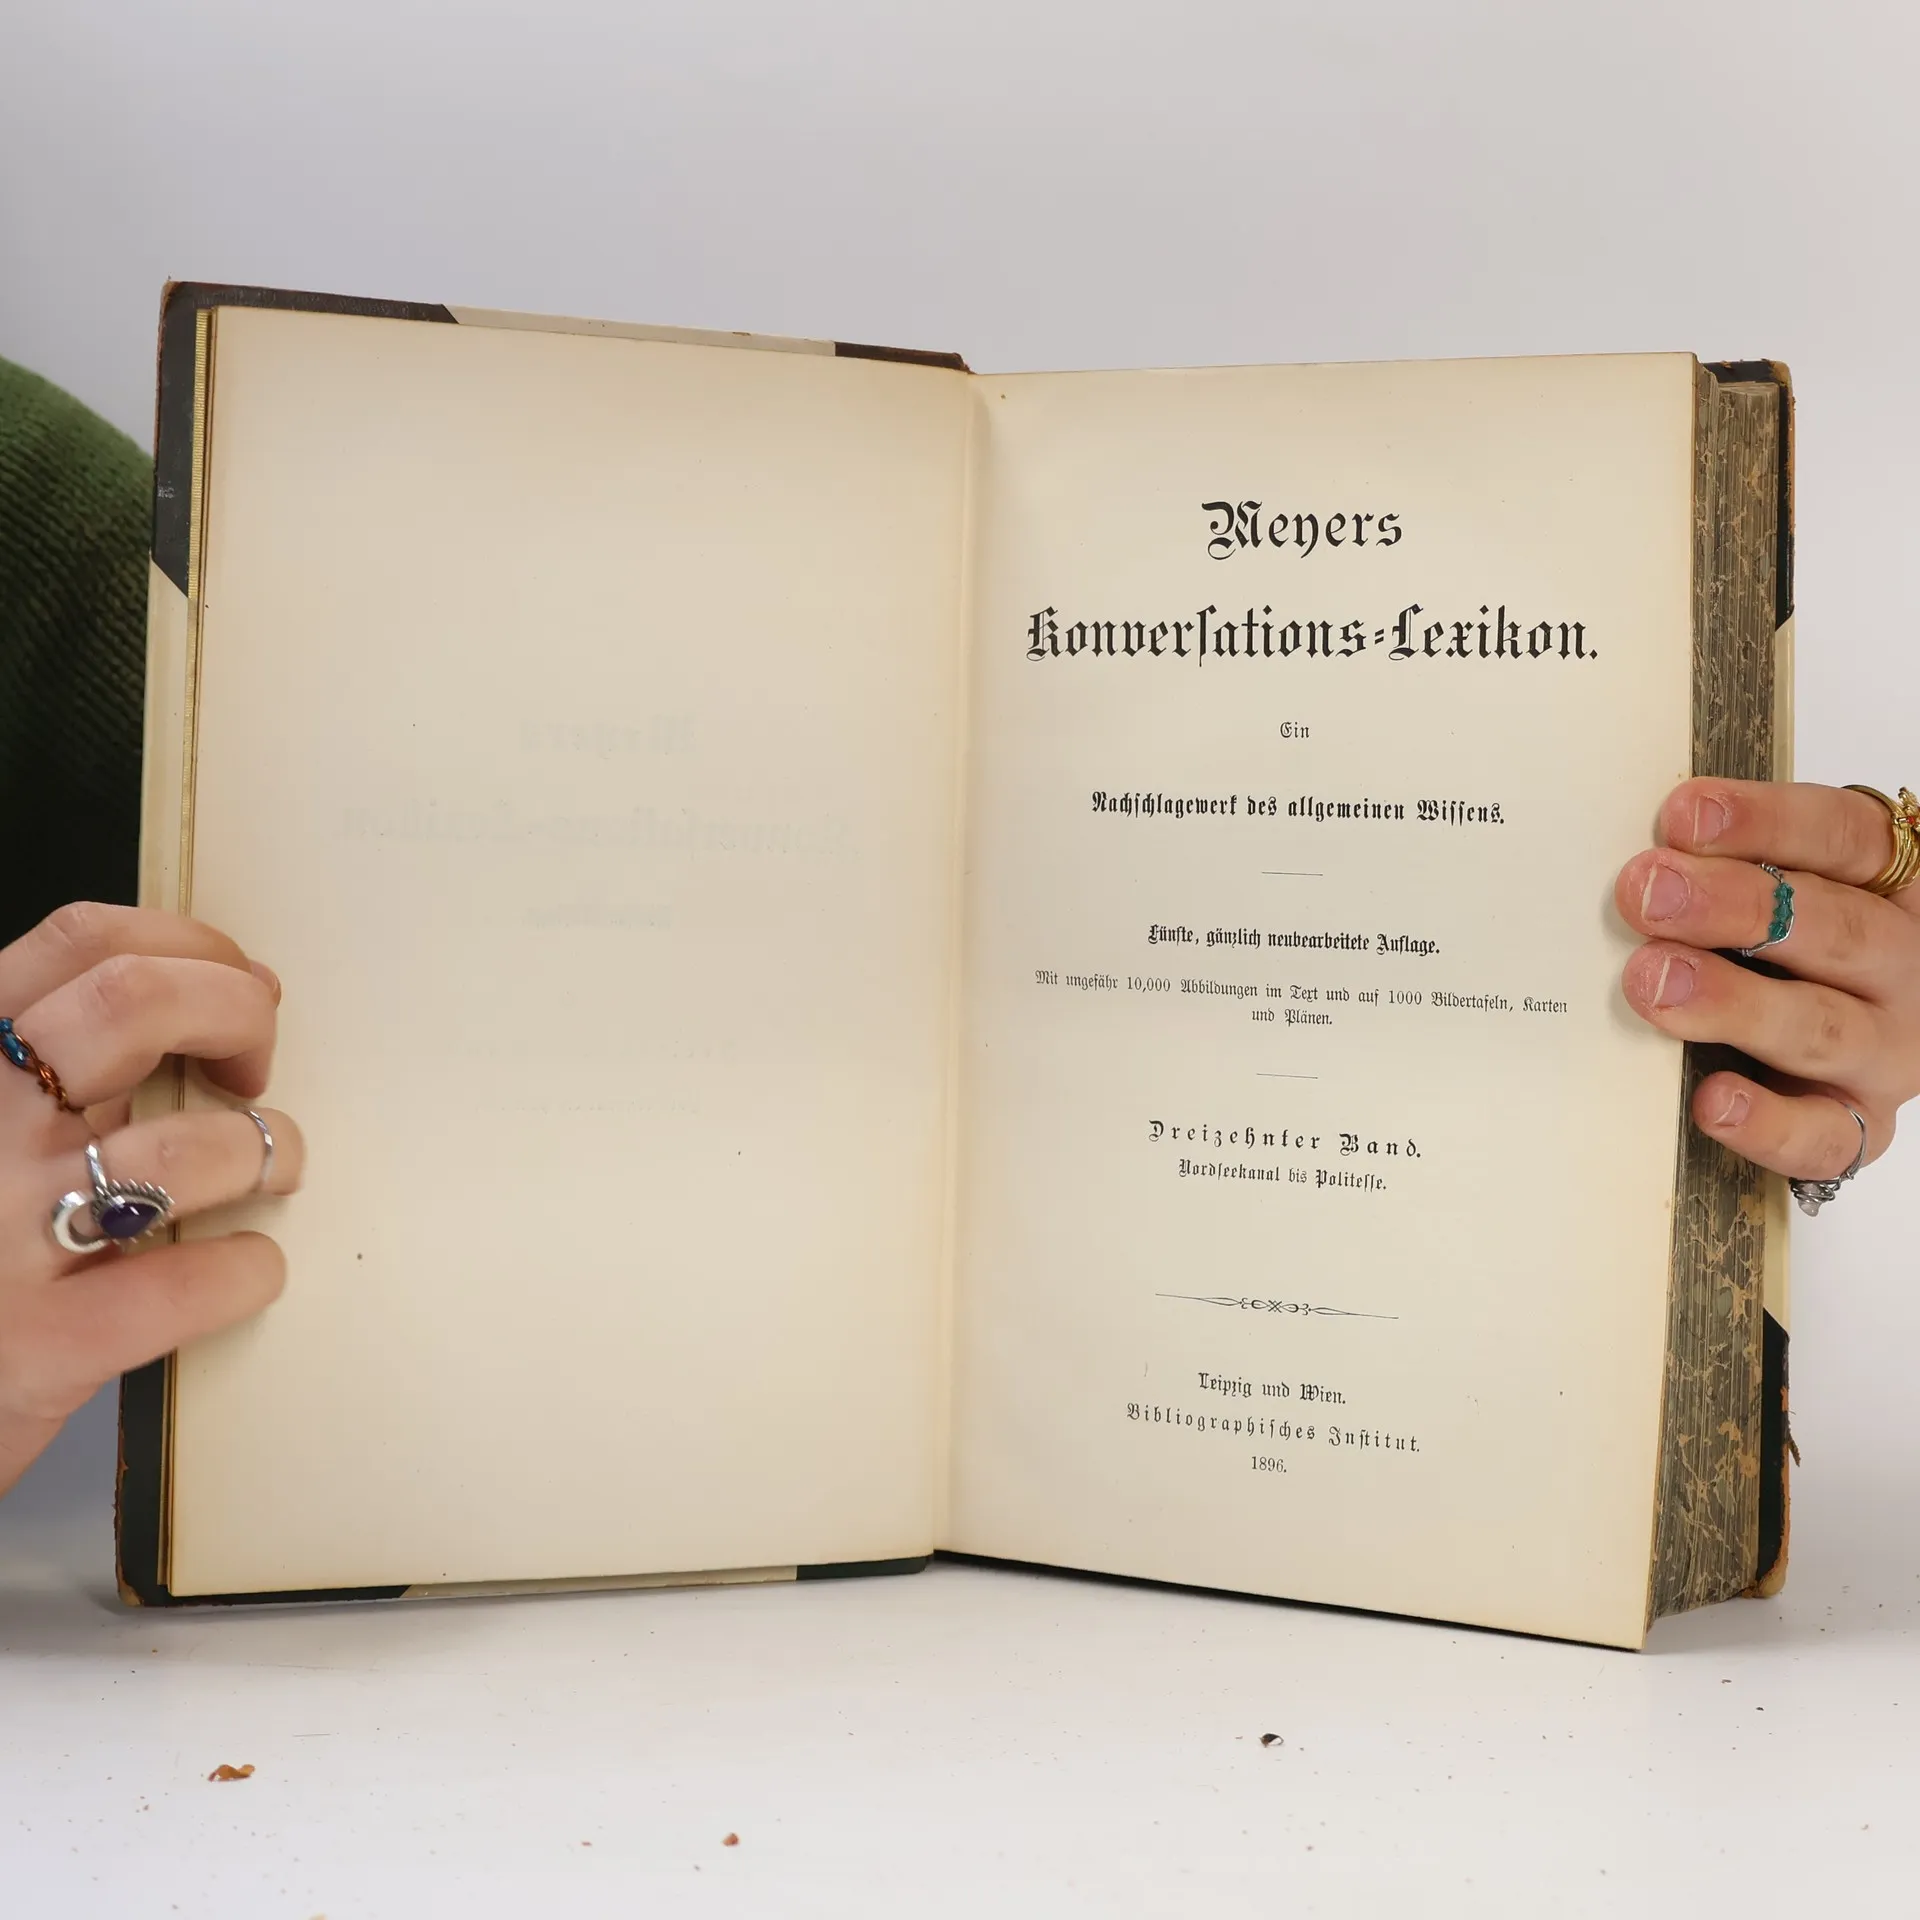 Meyers
Konverſations-Lexikon.
Ein
Nachſchlagewerk des allgemeinen Wiſſens.
Fünfte, gänzlich neubearbeitete Auflage.
Mit ungefähr 10,000 Abbildungen im Text und auf 1000 Bildertafeln, Karten
und Plänen.
Dreizehnter Band.
Nordſeekanal bis Politeſſe.
Leipzig und Wien.
Bibliographiſches Inſtitut.
1896.